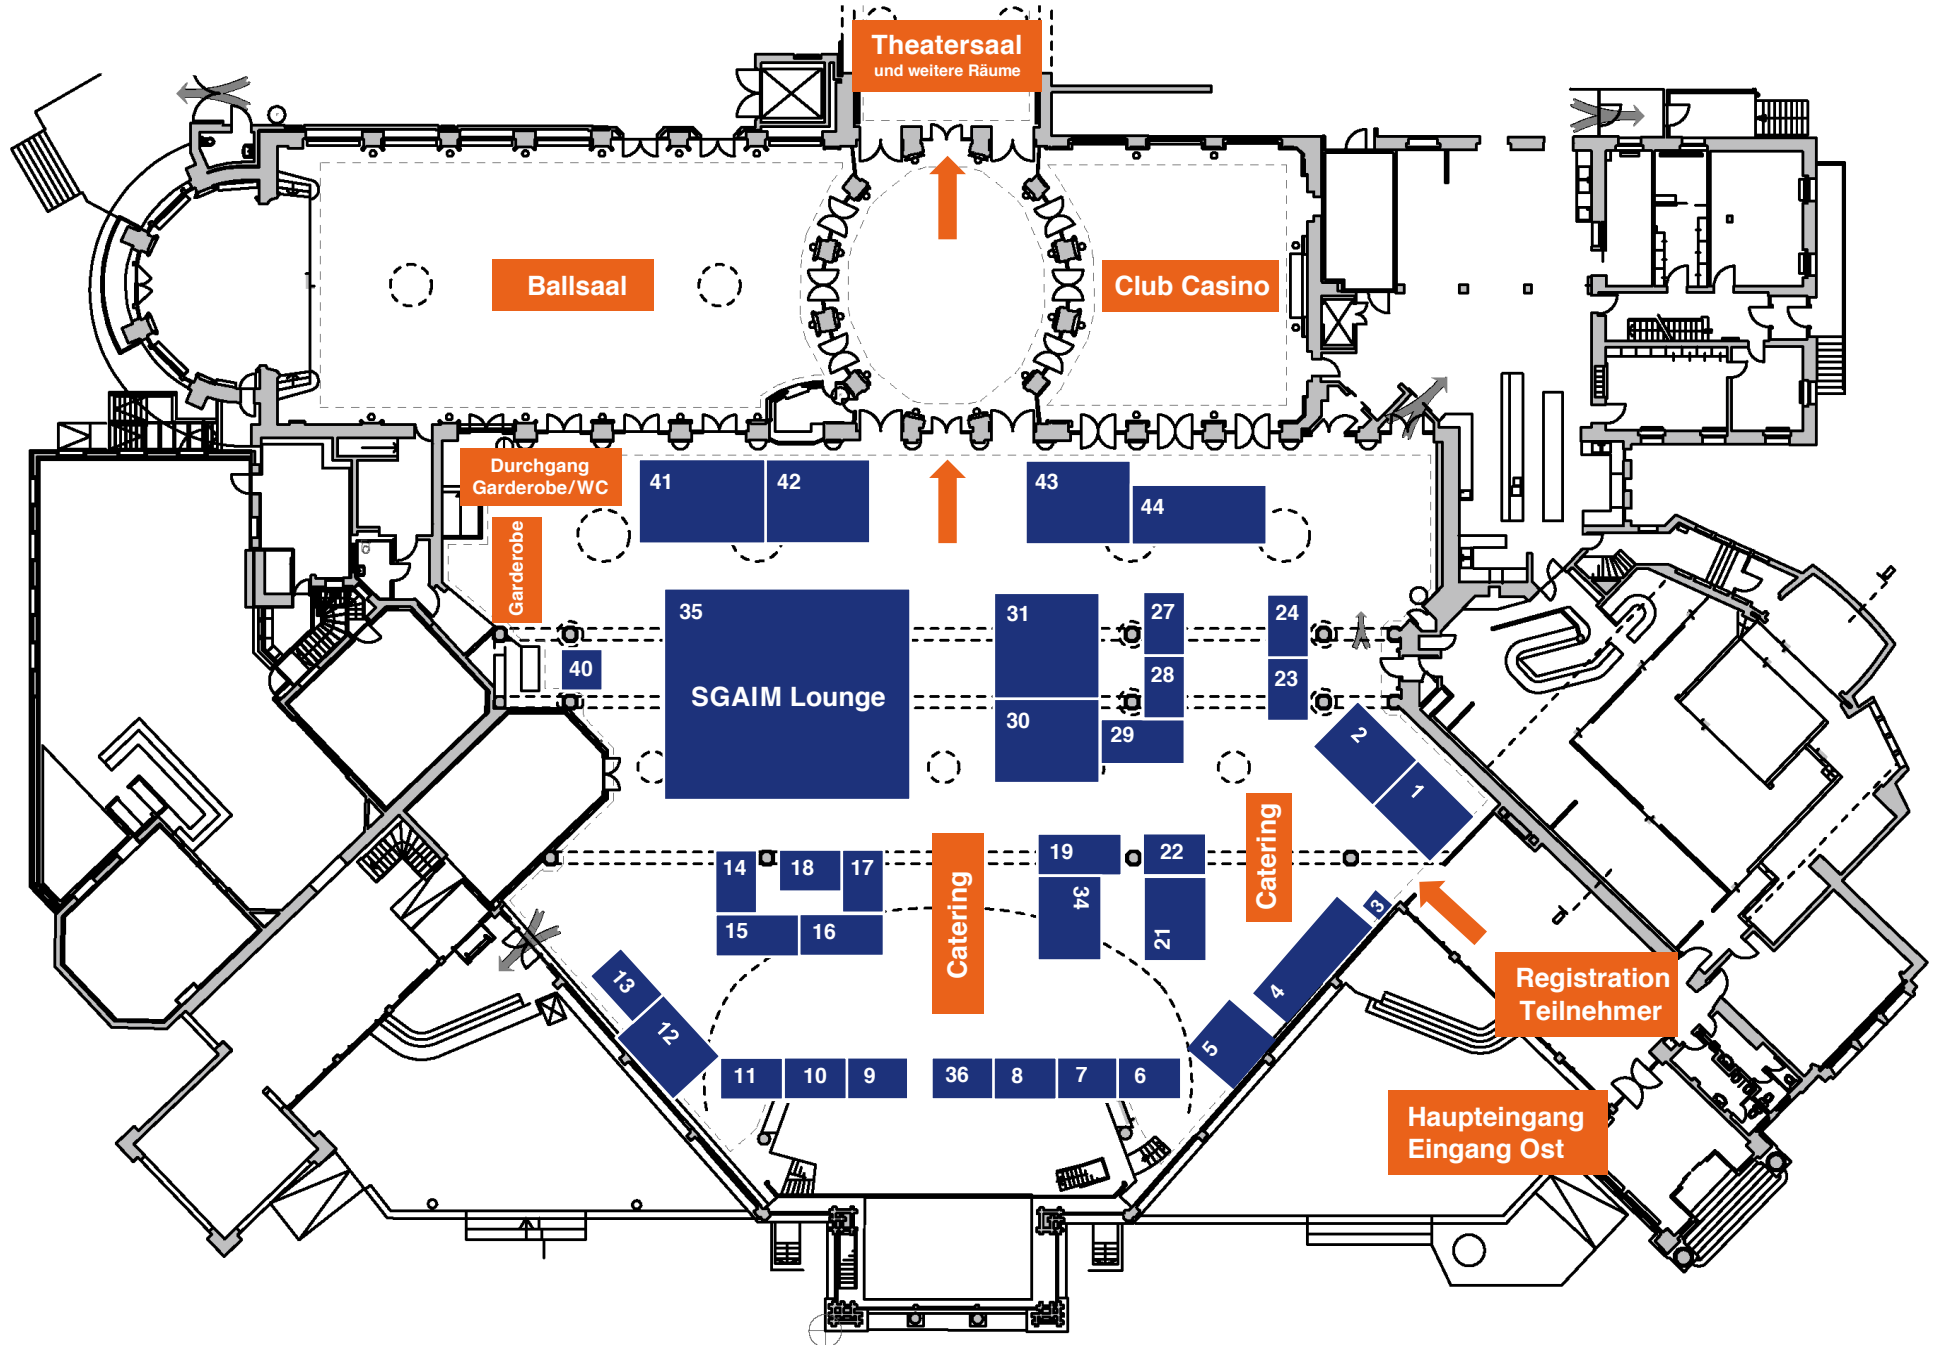 Theatersaal
und weitere Räume
Ballsaal
Club Casino
Durchgang
Garderobe/WC
41
42
43
44
Garderobe
35
31
27
24
40
28
23
SGAIM Lounge
30
29
2
1
Catering
Catering
14
18
17
19
22
34
15
16
21
3
13
12
4
5
Registration
Teilnehmer
11
10
9
36
8
7
6
Haupteingang
Eingang Ost